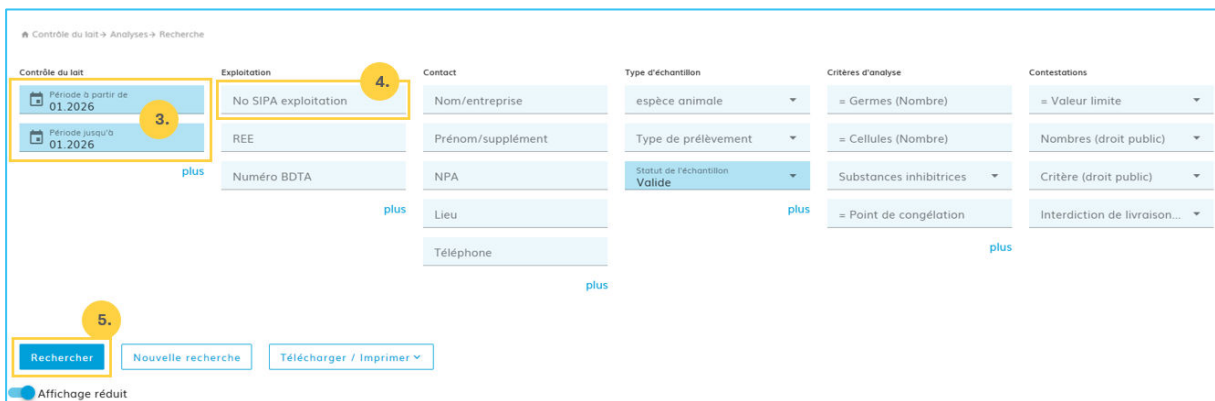 Contrôle du lait → Analyses → Recherche
Contrôle du lait
Période à partir de
01.2026
3.
Période jusqu'à
01.2026
plus
Exploitation
4.
No SIPA exploitation
REE
Numéro BDTA
plus
Contact
Nom/entreprise
Prénom/supplément
NPA
Lieu
Téléphone
plus
Type d'échantillon
espèce animale
Type de prélèvement
Statut de l'échantillon
Valide
plus
Critères d'analyse
= Germes (Nombre)
= Cellules (Nombre)
Substances inhibitrices
= Point de congélation
plus
Contestations
= Valeur limite
Nombres (droit public)
Critère (droit public)
Interdiction de livraison...
5.
Rechercher
Nouvelle recherche
Télécharger / Imprimer
Affichage réduit